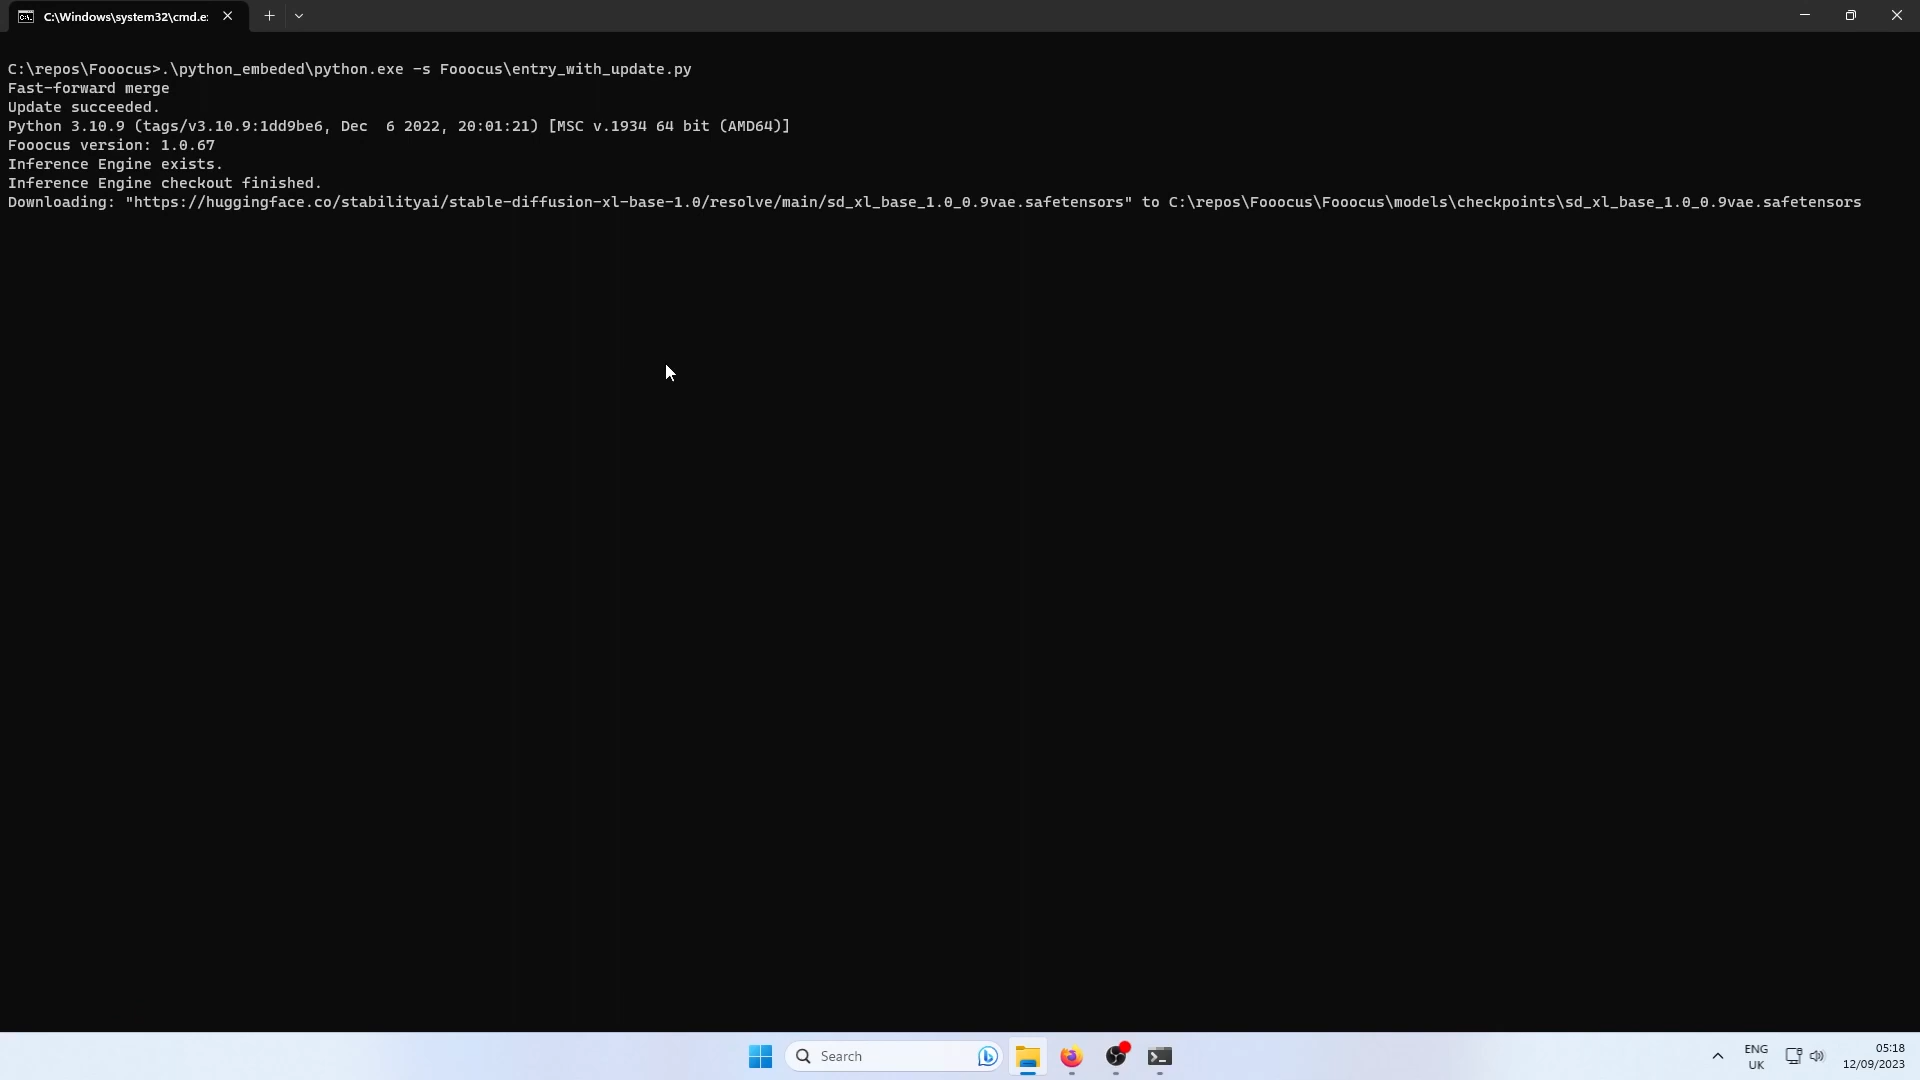 C:\Windows\system32\cmd.e:
C:\repos\Fooocus>.\python_embeded\python.exe -s Fooocus\entry_with_update.py
Fast-forward merge
Update succeeded.
Python 3.10.9 (tags/v3.10.9:1dd9be6, Dec  6 2022, 20:01:21) [MSC v.1934 64 bit (AMD64)]
Fooocus version: 1.0.67
Inference Engine exists.
Inference Engine checkout finished.
Downloading: "https://huggingface.co/stabilityai/stable-diffusion-xl-base-1.0/resolve/main/sd_xl_base_1.0_0.9vae.safetensors" to C:\repos\Fooocus\Fooocus\models\checkpoints\sd_xl_base_1.0_0.9vae.safetensors
Search
ENG
UK
05:18
12/09/2023